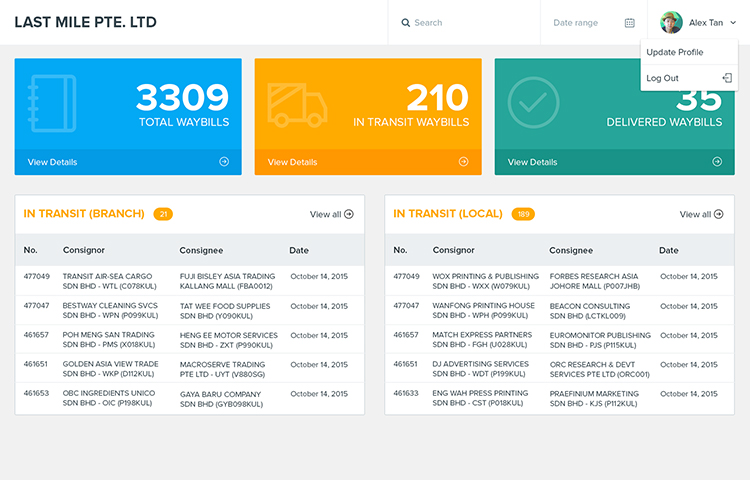 LAST MILE PTE. LTD
Search
Date range
Alex Tan
Update Profile
Log Out
3309
TOTAL WAYBILLS
View Details
210
IN TRANSIT WAYBILLS
View Details
35
DELIVERED WAYBILLS
View Details
IN TRANSIT (BRANCH) 21 View all
No. Consignor Consignee Date
477049 TRANSIT AIR-SEA CARGO FUJI BISLEY ASIA TRADING October 14, 2015
SDN BHD - WTL (C078KUL) KALLANG MALL (FBA0012)
477047 BESTWAY CLEANING SVCS TAT WEE FOOD SUPPLIES October 14, 2015
SDN BHD - WPN (P099KUL) SDN BHD (Y090KUL)
461657 POH MENG SAN TRADING HENG EE MOTOR SERVICES October 14, 2015
SDN BHD - PMS (X018KUL) SDN BHD - ZXT (P990KUL)
461651 GOLDEN ASIA VIEW TRADE MACROSERVE TRADING October 14, 2015
SDN BHD - WKP (D112KUL) PTE LTD - UYT (V880SG)
461653 OBC INGREDIENTS UNICO GAYA BARU COMPANY October 14, 2015
SDN BHD - OIC (P198KUL) SDN BHD (GYB098KUL)
IN TRANSIT (LOCAL) 189 View all
No. Consignor Consignee Date
477049 WOX PRINTING & PUBLISHING FORBES RESEARCH ASIA October 14, 2015
SDN BHD - WXX (W079KUL) JOHORE MALL (P007JHB)
477047 WANFONG PRINTING HOUSE BEACON CONSULTING October 14, 2015
SDN BHD - WPH (P099KUL) SDN BHD (LCTKL009)
461657 MATCH EXPRESS PARTNERS EUROMONITOR PUBLISHING October 14, 2015
SDN BHD - FGH (U028KUL) SDN BHD - PJS (P115KUL)
461651 DJ ADVERTISING SERVICES ORC RESEARCH & DEVT October 14, 2015
SDN BHD - WDT (P199KUL) SERVICES PTE LTD (ORC001)
461633 ENG WAH PRESS PRINTING PRAEFINIUM MARKETING October 14, 2015
SDN BHD - CST (P018KUL) SDN BHD - KJS (P112KUL)